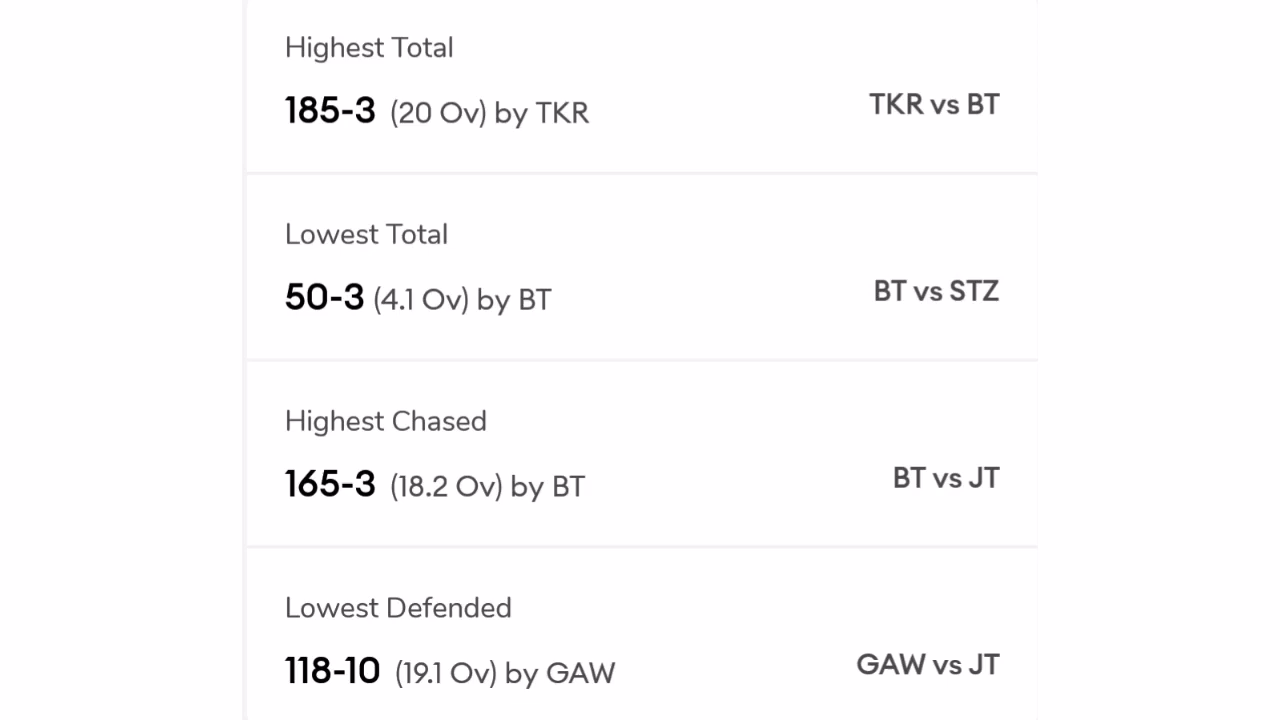 Highest Total
185-3 (20 Ov) by TKR
TKR vs BT
Lowest Total
50-3 (4.1 Ov) by BT
BT vs STZ
Highest Chased
165-3 (18.2 Ov) by BT
BT vs JT
Lowest Defended
118-10 (19.1 Ov) by GAW
GAW vs JT